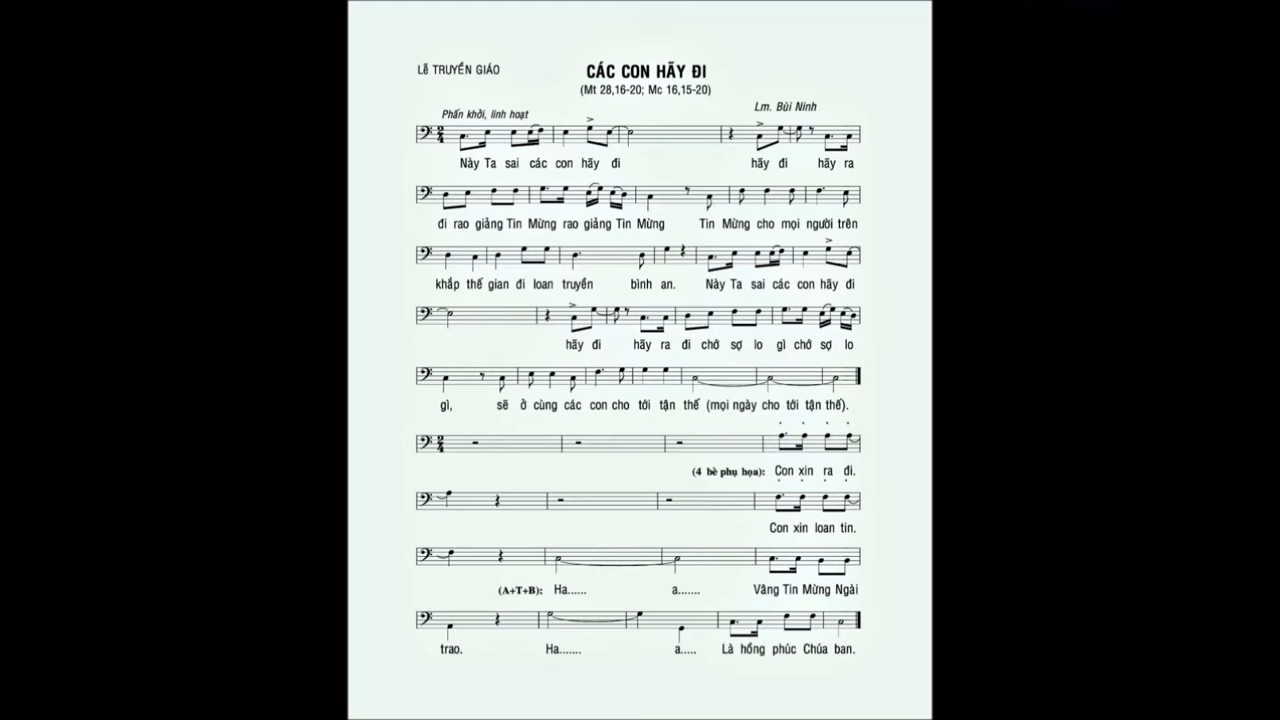 Lễ TRUYỀN GIÁO
CÁC CON HÃY ĐI
(Mt 28,16-20; Mc 16,15-20)
Lm. Bùi Ninh
Phấn khởi, linh hoạt
Này Ta sai các con hãy đi hãy đi hãy ra
đi rao giảng Tin Mừng rao giảng Tin Mừng Tin Mừng cho mọi người trên
khắp thế gian đi loan truyền bình an. Này Ta sai các con hãy đi
hãy đi hãy ra đi chớ sợ lo gì chớ sợ lo
gì, sẽ ở cùng các con cho tới tận thế (mọi ngày cho tới tận thế).
(4 bè phụ họa): Con xin ra đi.
Con xin loan tin.
(A+T+B): Ha...... a....... Vâng Tin Mừng Ngài
trao. Ha....... a..... Là hồng phúc Chúa ban.